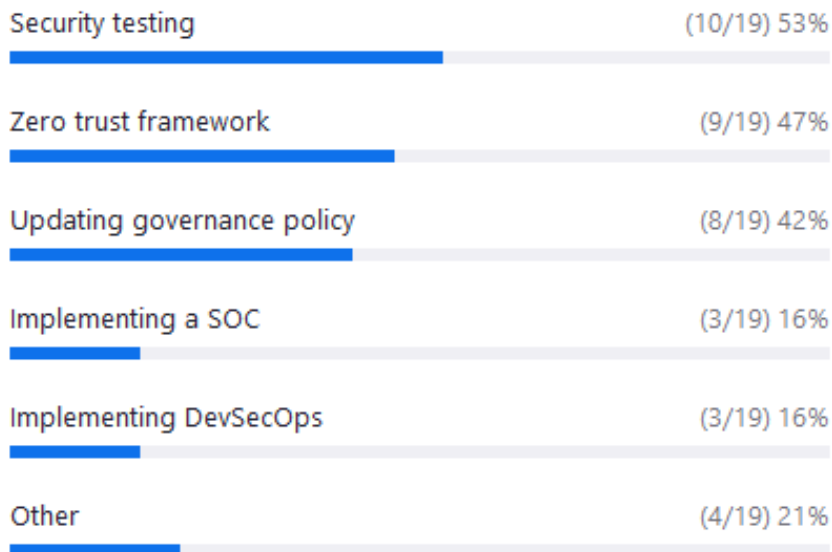 Security testing (10/19) 53%
Zero trust framework (9/19) 47%
Updating governance policy (8/19) 42%
Implementing a SOC (3/19) 16%
Implementing DevSecOps (3/19) 16%
Other (4/19) 21%